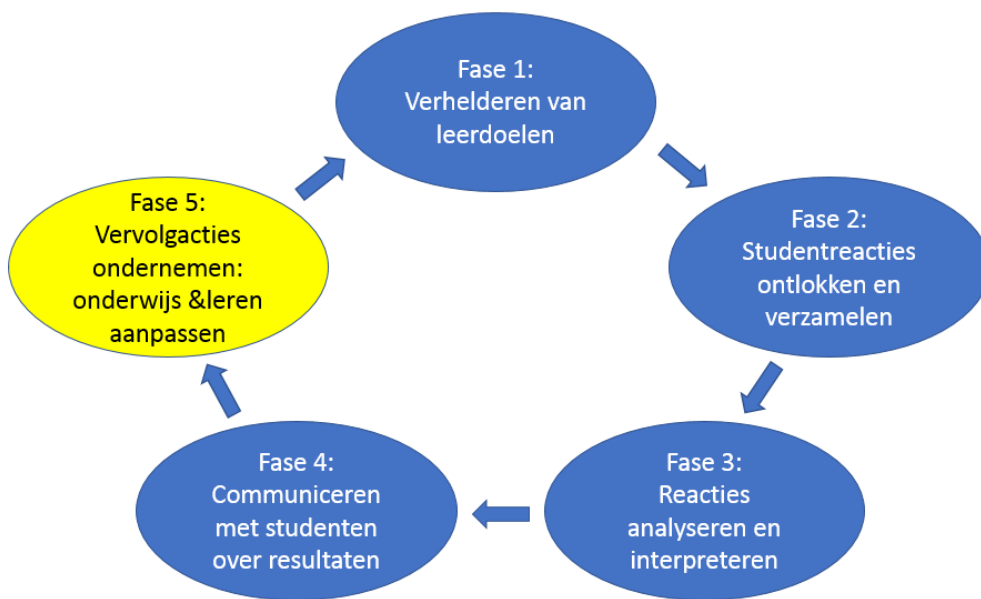 Fase 1:
Verhelderen van
leerdoelen
Fase 2:
Studentreacties
ontlokken en
verzamelen
Fase 3:
Reacties
analyseren en
interpreteren
Fase 4:
Communiceren
met studenten
over resultaten
Fase 5:
Vervolgacties
ondernemen:
onderwijs &leren
aanpassen